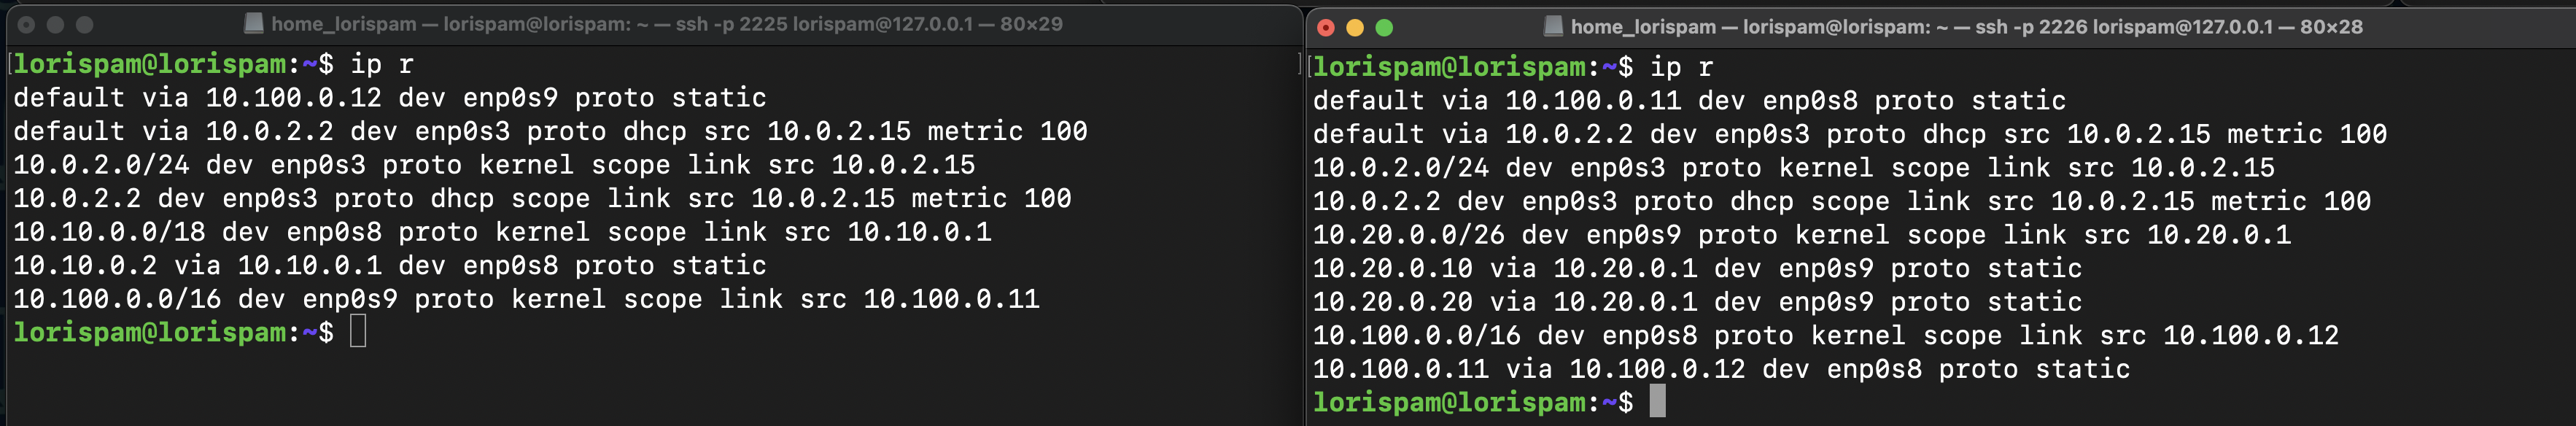 home_lorispam — lorispam@lorispam: ~ — ssh -p 2225 lorispam@127.0.0.1 — 80×29
[lorispam@lorispam:~$ ip r ]
default via 10.100.0.12 dev enp0s9 proto static
default via 10.0.2.2 dev enp0s3 proto dhcp src 10.0.2.15 metric 100
10.0.2.0/24 dev enp0s3 proto kernel scope link src 10.0.2.15
10.0.2.2 dev enp0s3 proto dhcp scope link src 10.0.2.15 metric 100
10.10.0.0/18 dev enp0s8 proto kernel scope link src 10.10.0.1
10.10.0.2 via 10.10.0.1 dev enp0s8 proto static
10.100.0.0/16 dev enp0s9 proto kernel scope link src 10.100.0.11
lorispam@lorispam:~$
home_lorispam — lorispam@lorispam: ~ — ssh -p 2226 lorispam@127.0.0.1 — 80×28
[lorispam@lorispam:~$ ip r
default via 10.100.0.11 dev enp0s8 proto static
default via 10.0.2.2 dev enp0s3 proto dhcp src 10.0.2.15 metric 100
10.0.2.0/24 dev enp0s3 proto kernel scope link src 10.0.2.15
10.0.2.2 dev enp0s3 proto dhcp scope link src 10.0.2.15 metric 100
10.20.0.0/26 dev enp0s9 proto kernel scope link src 10.20.0.1
10.20.0.10 via 10.20.0.1 dev enp0s9 proto static
10.20.0.20 via 10.20.0.1 dev enp0s9 proto static
10.100.0.0/16 dev enp0s8 proto kernel scope link src 10.100.0.12
10.100.0.11 via 10.100.0.12 dev enp0s8 proto static
lorispam@lorispam:~$